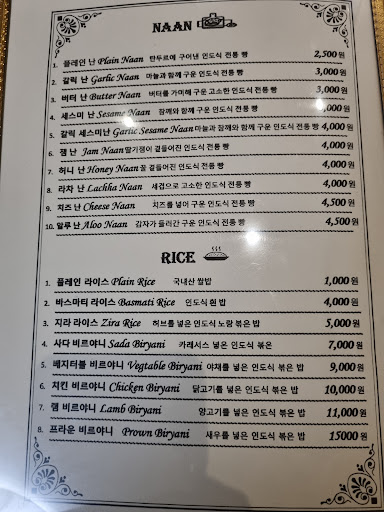 NAAN
1. 플레인 난 Plain Naan 탄두르에 구어낸 인도식 전통 빵 2,500원
2. 갈릭 난 Garlic Naan 마늘과 함께 구운 인도식 전통 빵 3,000원
3. 버터 난 Butter Naan 버터를 가미해 구운 고소한 인도식 전통 빵 3,000원
4. 세스미 난 Sesame Naan 참깨와 함께 구운 인도식 전통 빵 4,000원
5. 갈릭 세스미난 Garlic Sesame Naan 마늘과 참깨와 함께 구운 인도식 전통 빵 4,000원
6. 잼 난 Jam Naan 딸기잼이 곁들어진 인도식 전통 빵 4,000원
7. 허니 난 Honey Naan 꿀 곁들어진 인도식 전통 빵 4,000원
8. 라차 난 Lachha Naan 세겹으로 고소한 인도식 전통 빵 4,000원
9. 치즈 난 Cheese Naan 치즈를 넣어 구운 인도식 전통 빵 4,500원
10. 알루 난 Aloo Naan 감자가 들러간 구운 인도식 전통 빵 4,500원
RICE
1. 플레인 라이스 Plain Rice 국내산 쌀밥 1,000원
2. 바스마티 라이스 Basmati Rice 인도식 흰 밥 4,000원
3. 지라 라이스 Zira Rice 허브를 넣은 인도식 노랑 볶은 밥 5,000원
4. 사다 비르야니 Sada Biryani 카레시스 넣은 인도식 볶은 7,000원
5. 베지터블 비르야니 Vegtable Biryani 야채를 넣은 인도식 볶은 밥 9,000원
6. 치킨 비르야니 Chicken Biryani 닭고기를 넣은 인도식 볶은 밥 10,000원
7. 램 비르야니 Lamb Biryani 양고기를 넣은 인도식 볶은 밥 11,000원
8. 프라운 비르야니 Prown Biryani 새우를 넣은 인도식 볶은 밥 15000원